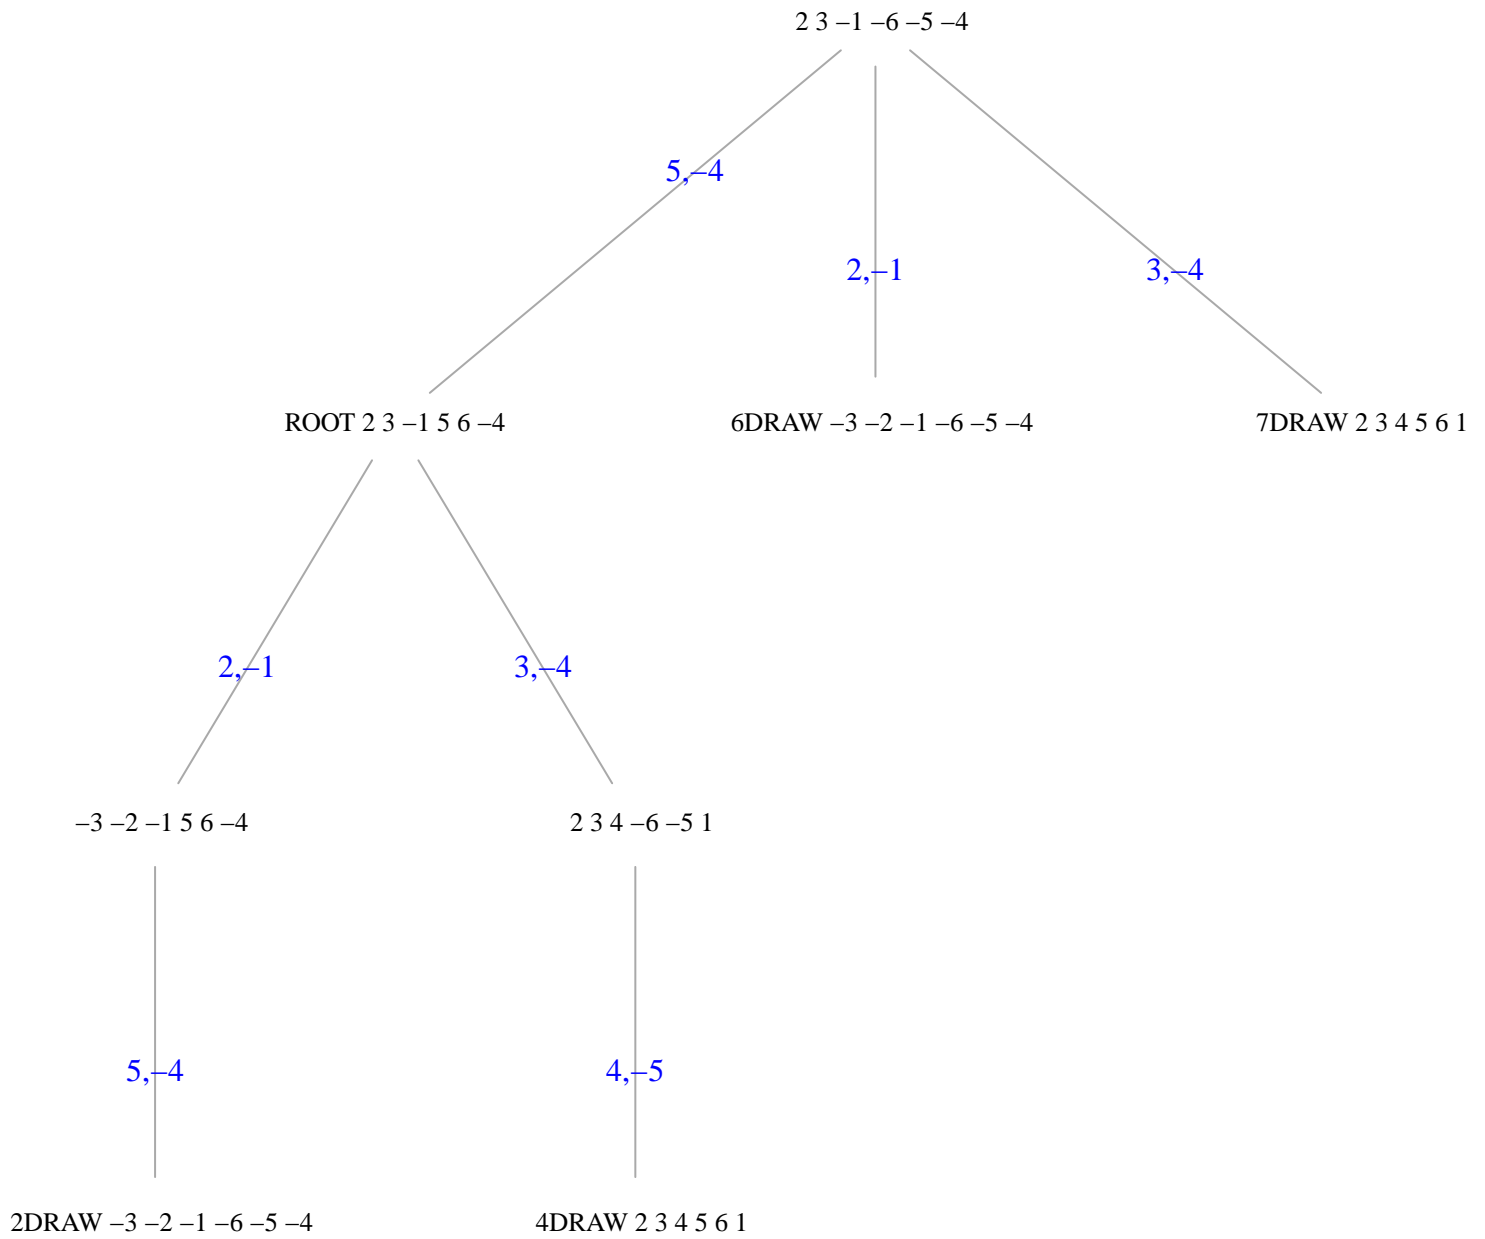 2 3 –1 –6 –5 –4
5,–4
2,–1
3,–4
ROOT 2 3 –1 5 6 –4
6DRAW –3 –2 –1 –6 –5 –4
7DRAW 2 3 4 5 6 1
2,–1
3,–4
–3 –2 –1 5 6 –4
2 3 4 –6 –5 1
5,–4
4,–5
2DRAW –3 –2 –1 –6 –5 –4
4DRAW 2 3 4 5 6 1